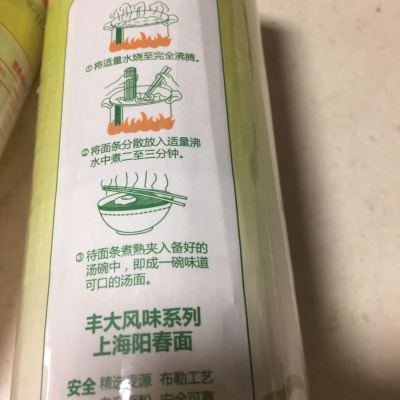 ①将适量水烧至完全沸腾。
②将面条分散放入适量沸
水中煮二至三分钟。
③待面条煮熟夹入备好的
汤碗中，即成一碗味道
可口的汤面。
丰大风味系列
上海阳春面
安全 精选麦源 布勒工艺
安全可靠